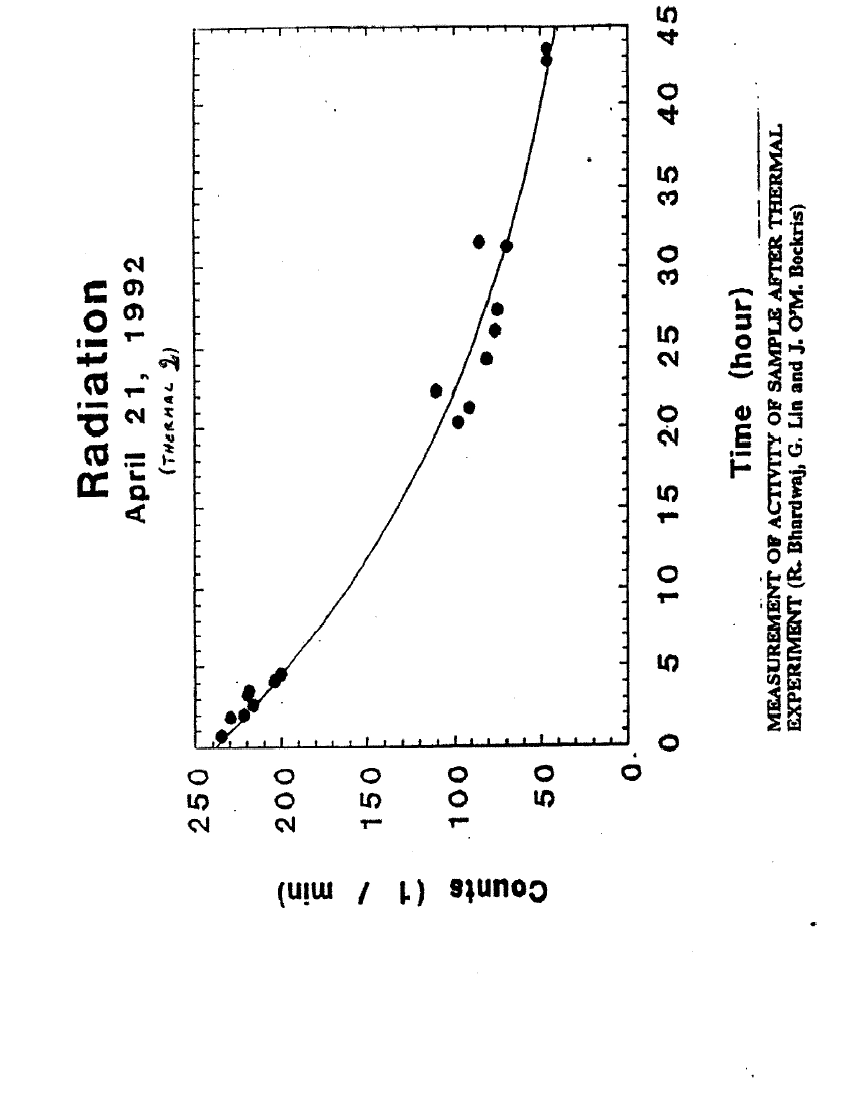 Radiation
April 21, 1992
(THERMAL 2)
Counts (1 / min)
250
200
150
100
50
0
0 5 10 15 20 25 30 35 40 45
Time (hour)
MEASUREMENT OF ACTIVITY OF SAMPLE AFTER THERMAL
EXPERIMENT (R. Bhardwaj, G. Lin and J. O'M. Bockris)